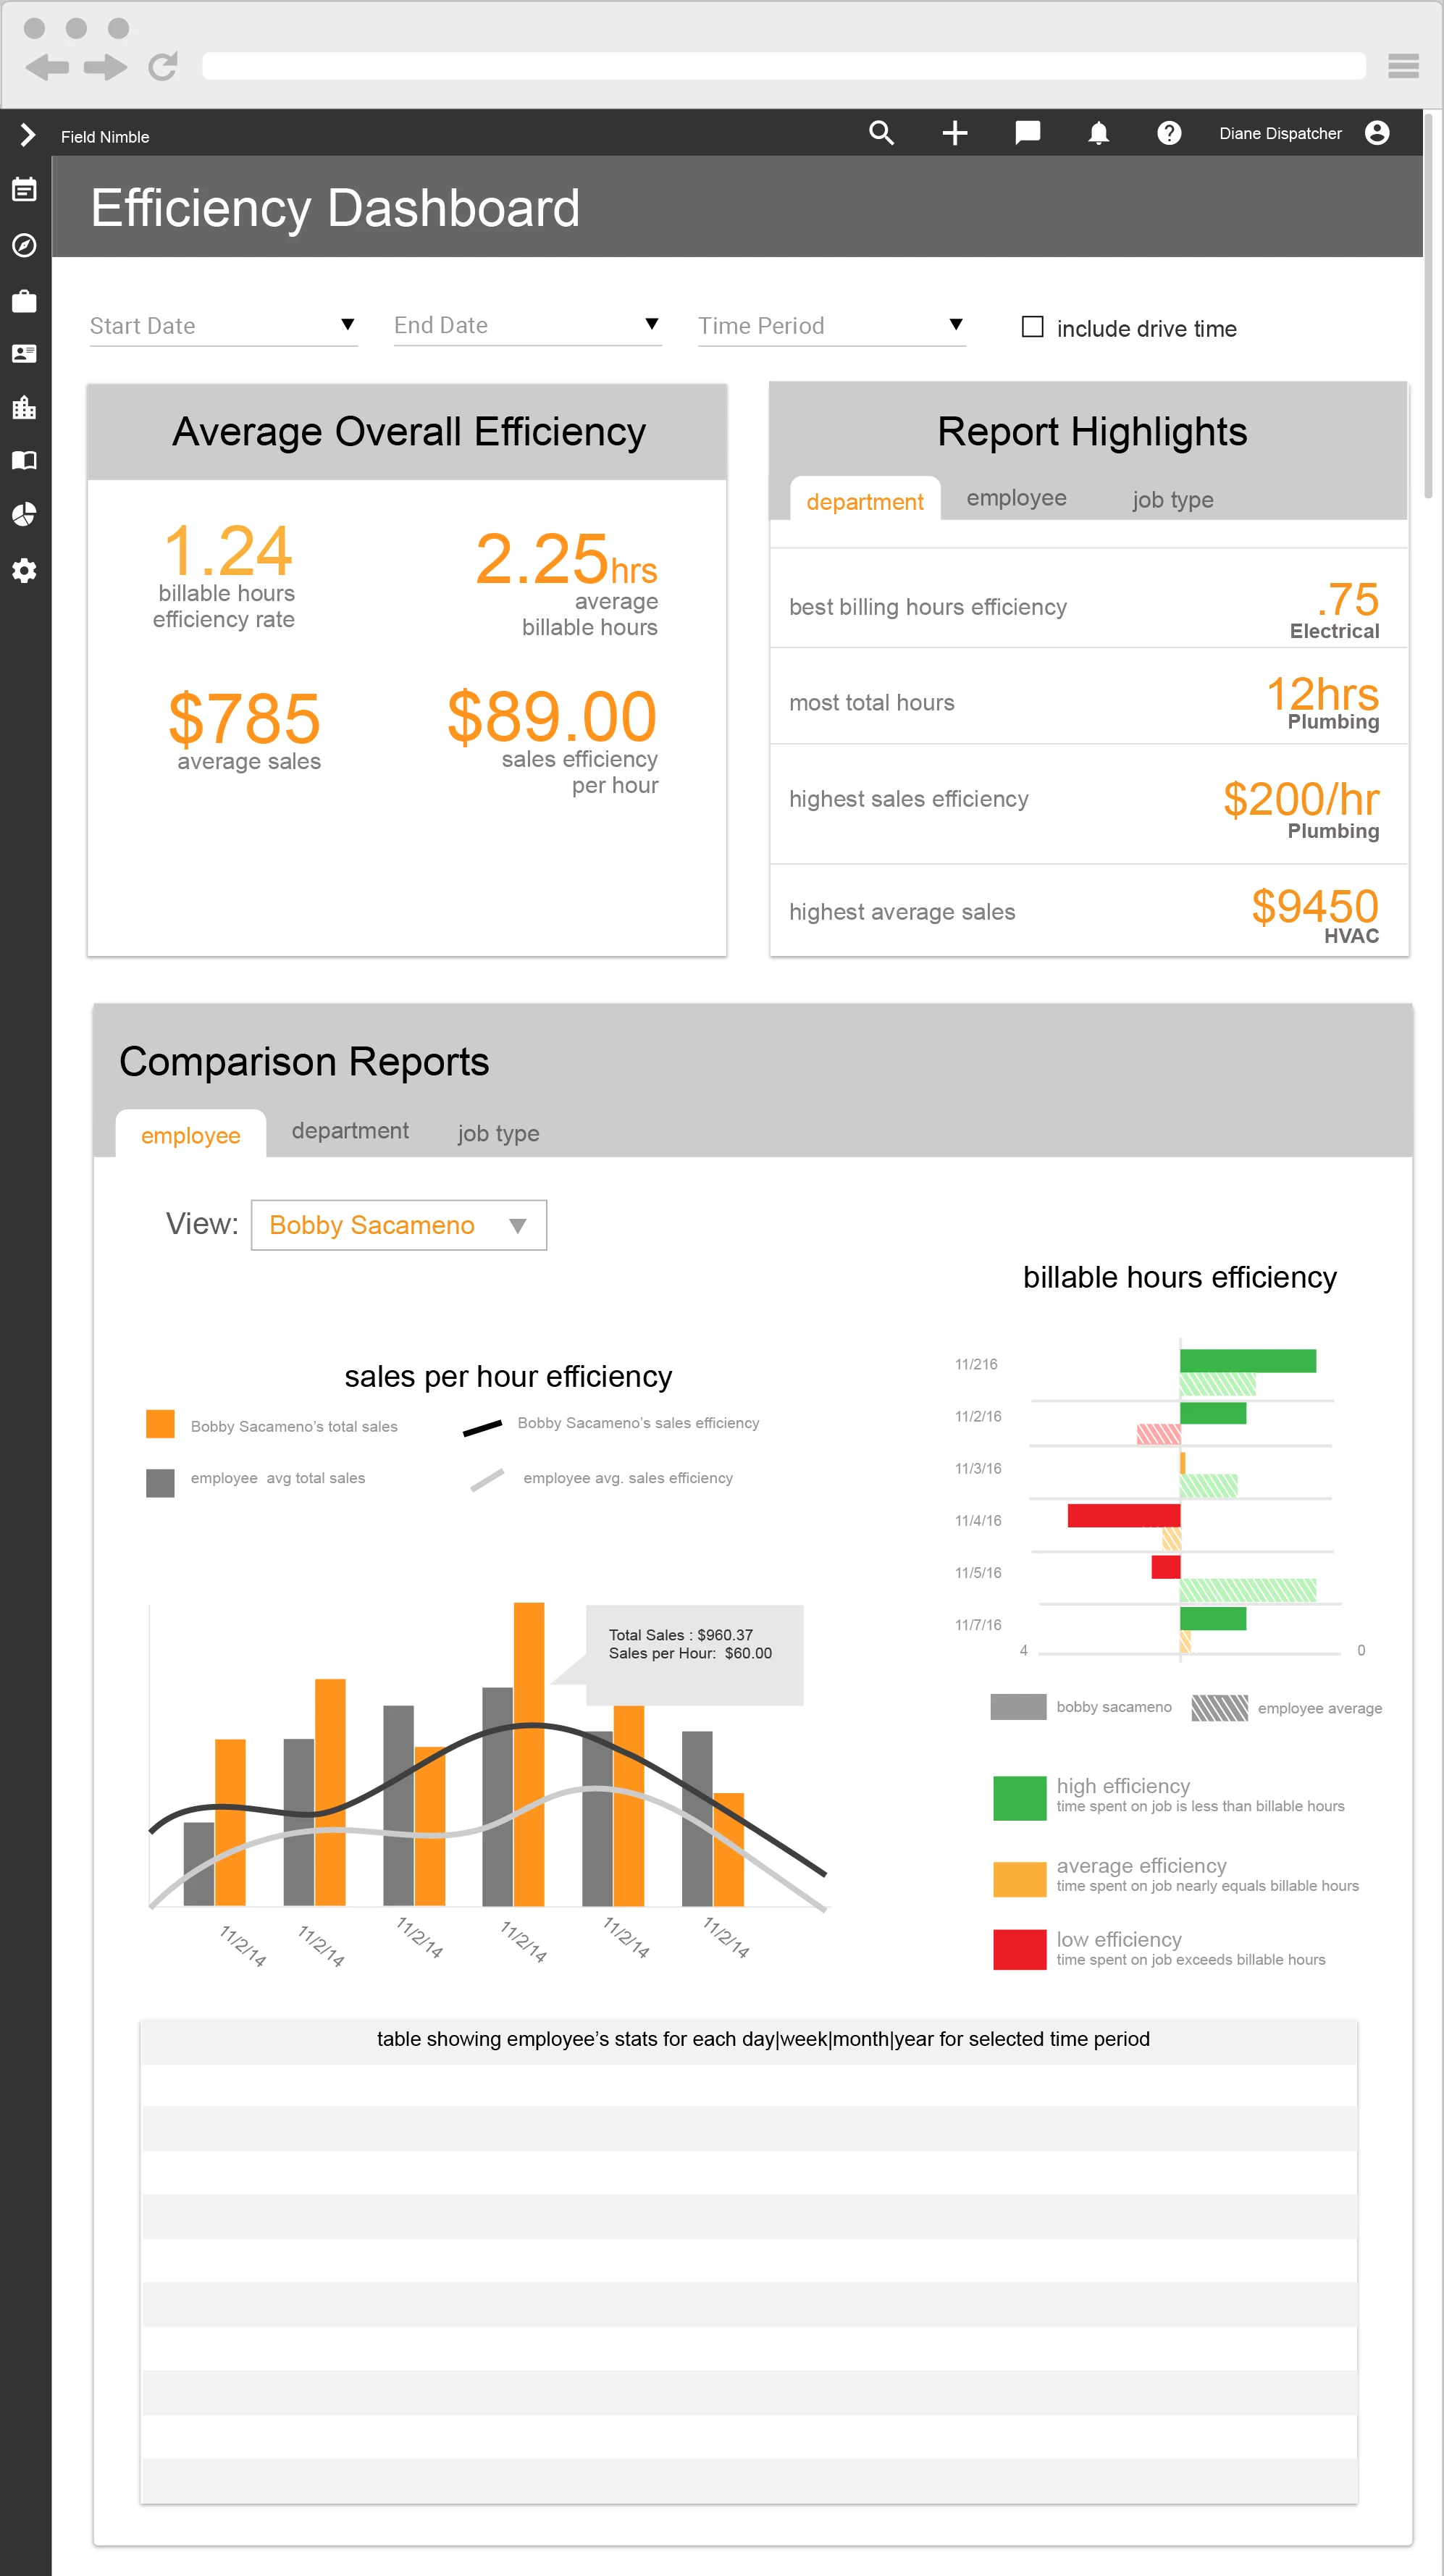 Field Nimble
Diane Dispatcher
Efficiency Dashboard
Start Date
End Date
Time Period
include drive time
Average Overall Efficiency
1.24
billable hours
efficiency rate
2.25hrs
average
billable hours
$785
average sales
$89.00
sales efficiency
per hour
Report Highlights
department
employee
job type
best billing hours efficiency
.75
Electrical
most total hours
12hrs
Plumbing
highest sales efficiency
$200/hr
Plumbing
highest average sales
$9450
HVAC
Comparison Reports
employee
department
job type
View:
Bobby Sacameno
sales per hour efficiency
Bobby Sacameno's total sales
Bobby Sacameno's sales efficiency
employee avg total sales
employee avg. sales efficiency
Total Sales : $960.37
Sales per Hour: $60.00
11/2/14
11/2/14
11/2/14
11/2/14
11/2/14
11/2/14
billable hours efficiency
11/216
11/2/16
11/3/16
11/4/16
11/5/16
11/7/16
4
0
bobby sacameno
employee average
high efficiency
time spent on job is less than billable hours
average efficiency
time spent on job nearly equals billable hours
low efficiency
time spent on job exceeds billable hours
table showing employee's stats for each day|week|month|year for selected time period